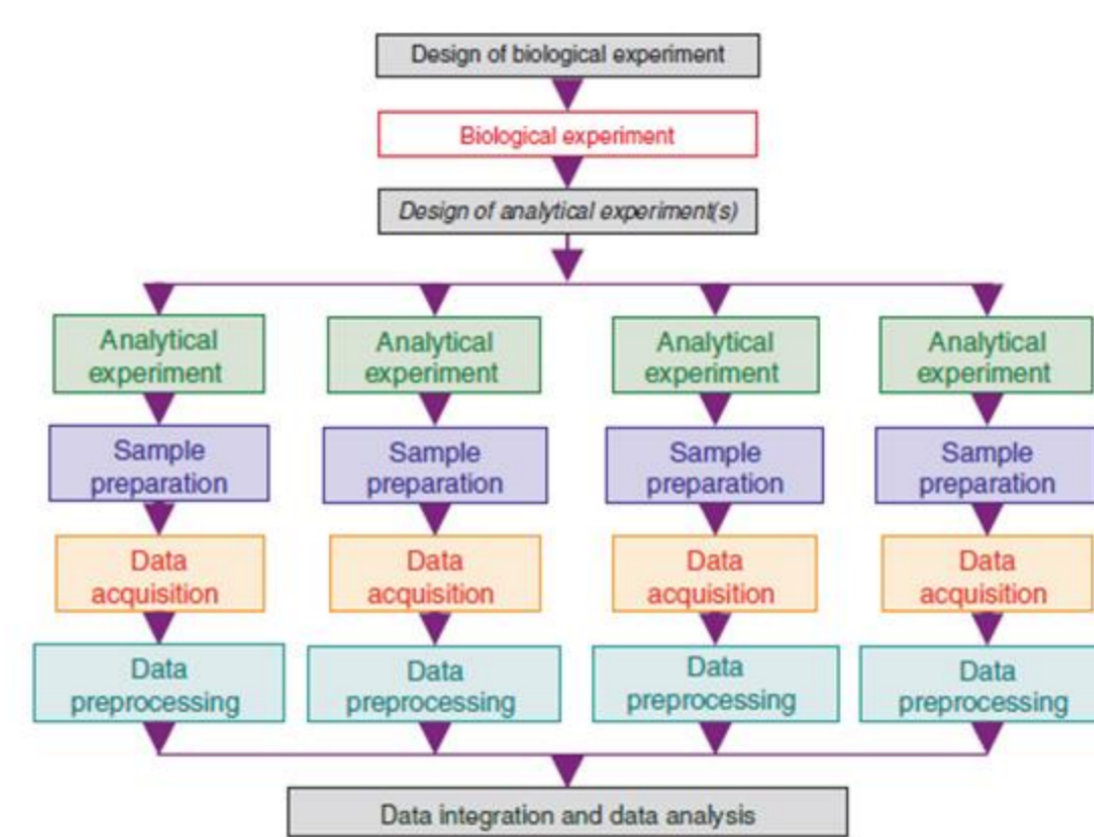 Design of biological experiment
Biological experiment
Design of analytical experiment(s)
Analytical
experiment
Analytical
experiment
Analytical
experiment
Analytical
experiment
Sample
preparation
Sample
preparation
Sample
preparation
Sample
preparation
Data
acquisition
Data
acquisition
Data
acquisition
Data
acquisition
Data
preprocessing
Data
preprocessing
Data
preprocessing
Data
preprocessing
Data integration and data analysis